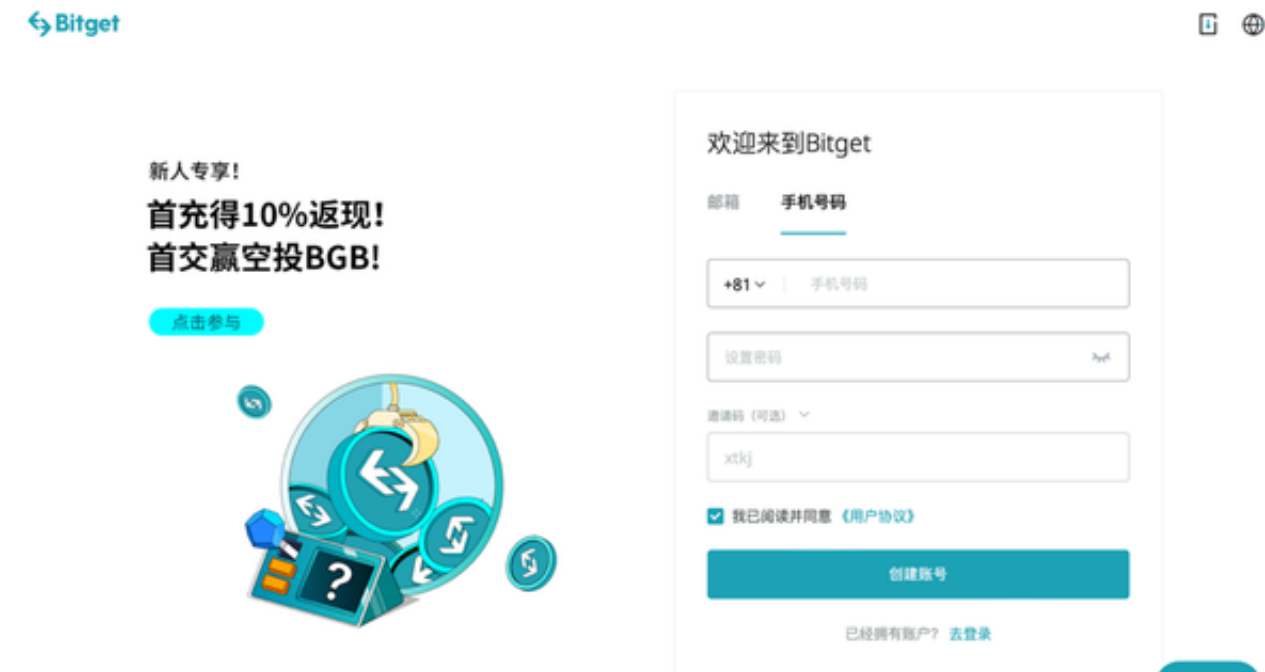 Bitget
新人专享!
首充得10%返现!
首交赢空投BGB!
点击参与
?
欢迎来到Bitget
邮箱 手机号码
+81 手机号码
设置密码
邀请码（可选）
xtkj
我已阅读并同意《用户协议》
创建账号
已经拥有账户? 去登录